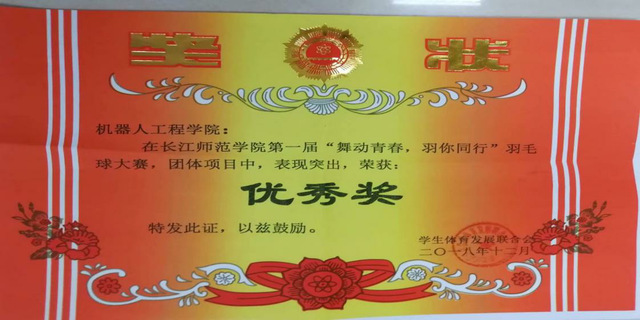 奖状
机器人工程学院：
在长江师范学院第一届“舞动青春，羽你同行”羽毛
球大赛，团体项目中，表现突出，荣获：
优秀奖
特发此证，以兹鼓励。
学生体育发展联合会
二〇一八年十二月